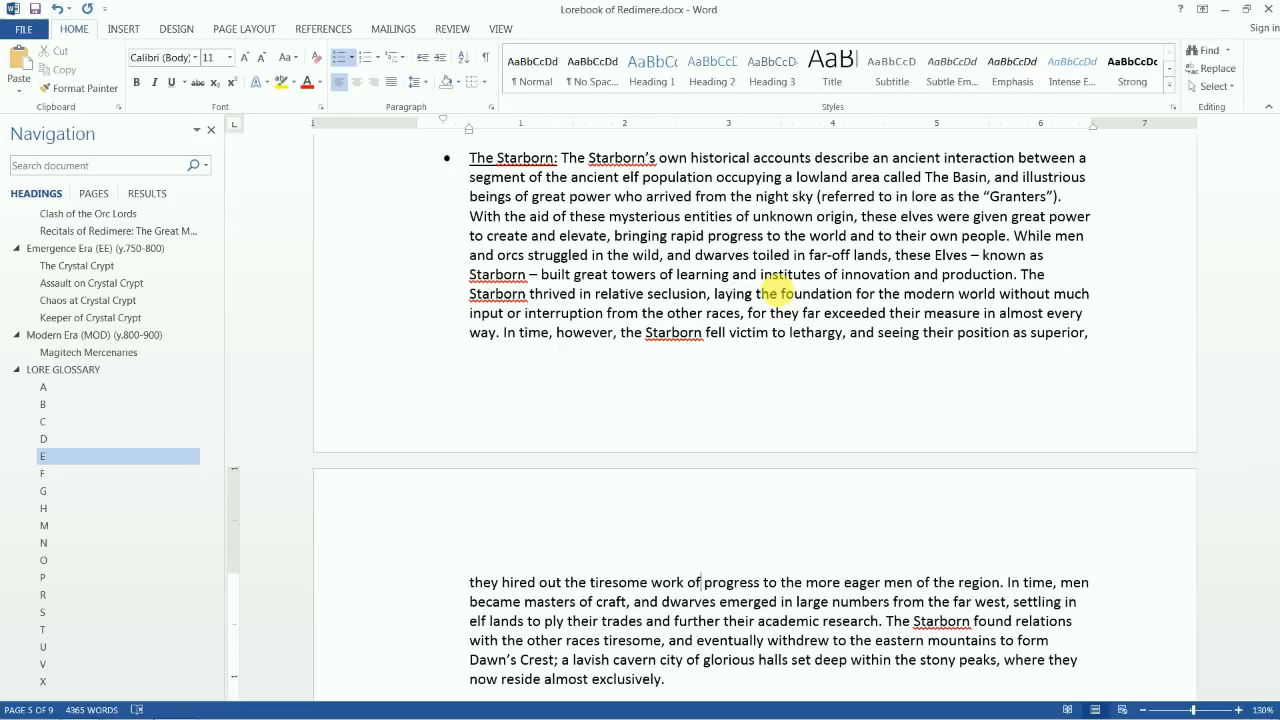 Lorebook of Redimere.docx - Word
Sign in
FILE HOME INSERT DESIGN PAGE LAYOUT REFERENCES MAILINGS REVIEW VIEW
Paste
Cut
Copy
Format Painter
Clipboard
Calibri (Body) 11
Font
Paragraph
AaBbCcDd AaBbCcDd AaBbCc AaBbCcD AaBbCcD AaB AaBbCcD AaBbCcDd AaBbCcDd AaBbCcDd AaBbCcDc
¶ Normal ¶ No Spac... Heading 1 Heading 2 Heading 3 Title Subtitle Subtle Em... Emphasis Intense E... Strong
Styles
Find
Replace
Select
Editing
Navigation
Search document
HEADINGS PAGES RESULTS
Clash of the Orc Lords
Recitals of Redimere: The Great M...
Emergence Era (EE) (y.750-800)
The Crystal Crypt
Assault on Crystal Crypt
Chaos at Crystal Crypt
Keeper of Crystal Crypt
Modern Era (MOD) (y.800-900)
Magitech Mercenaries
LORE GLOSSARY
A
B
C
D
E
F
G
H
M
N
O
P
R
S
T
U
V
X
1 1 2 3 4 5 6 7
• The Starborn: The Starborn’s own historical accounts describe an ancient interaction between a
segment of the ancient elf population occupying a lowland area called The Basin, and illustrious
beings of great power who arrived from the night sky (referred to in lore as the “Granters”).
With the aid of these mysterious entities of unknown origin, these elves were given great power
to create and elevate, bringing rapid progress to the world and to their own people. While men
and orcs struggled in the wild, and dwarves toiled in far-off lands, these Elves – known as
Starborn – built great towers of learning and institutes of innovation and production. The
Starborn thrived in relative seclusion, laying the foundation for the modern world without much
input or interruption from the other races, for they far exceeded their measure in almost every
way. In time, however, the Starborn fell victim to lethargy, and seeing their position as superior,
they hired out the tiresome work of progress to the more eager men of the region. In time, men
became masters of craft, and dwarves emerged in large numbers from the far west, settling in
elf lands to ply their trades and further their academic research. The Starborn found relations
with the other races tiresome, and eventually withdrew to the eastern mountains to form
Dawn’s Crest; a lavish cavern city of glorious halls set deep within the stony peaks, where they
now reside almost exclusively.
PAGE 5 OF 9 4365 WORDS
130%